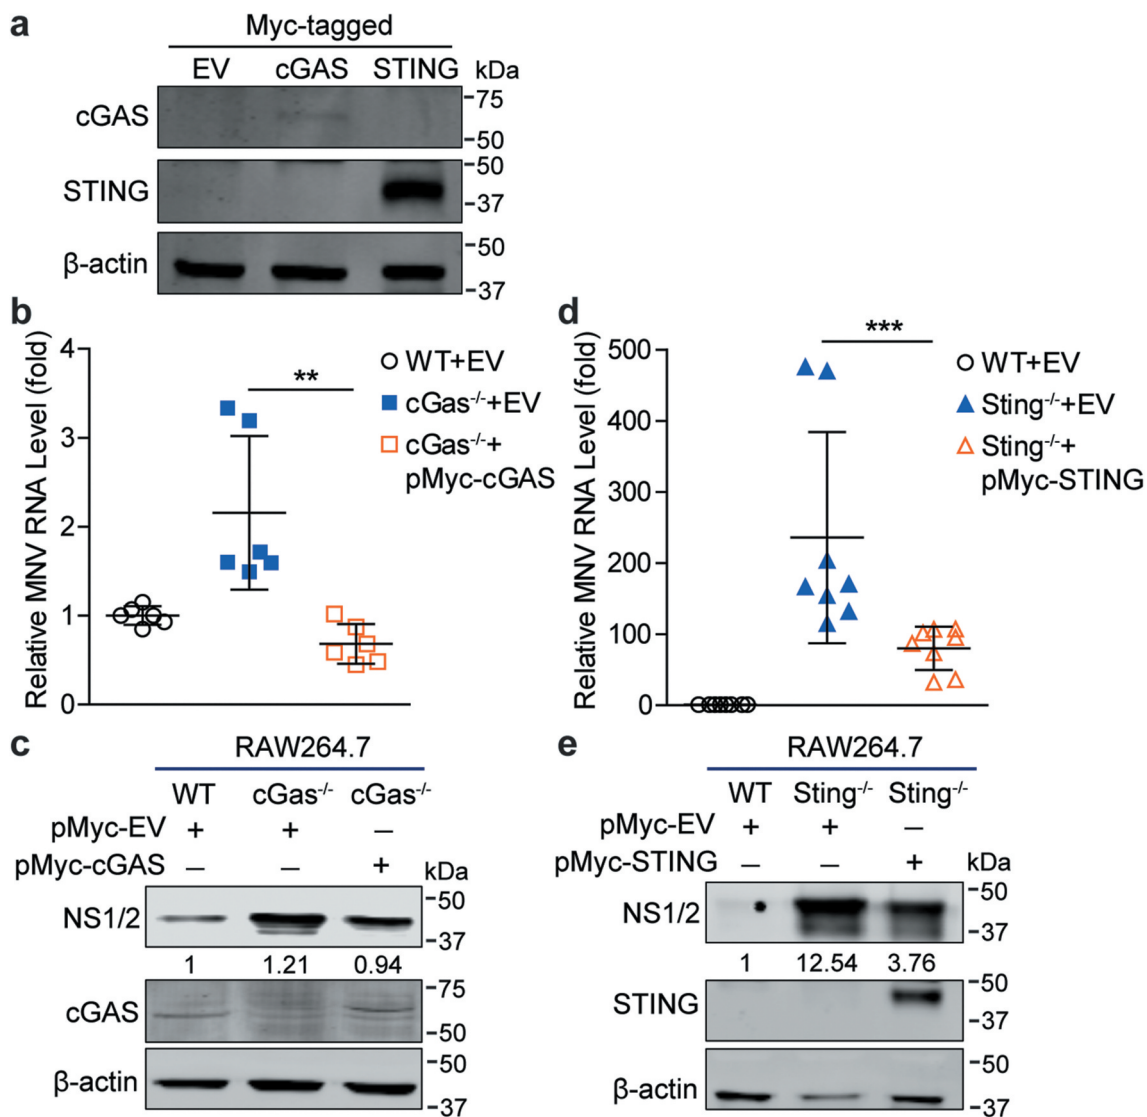 a
Myc-tagged
EV cGAS STING kDa
cGAS
75
50
STING
50
37
β-actin
50
37
b
Relative MNV RNA Level (fold)
4
3
2
1
0
**
WT+EV
cGas⁻/⁻+EV
cGas⁻/⁻+
pMyc-cGAS
d
Relative MNV RNA Level (fold)
500
400
300
200
100
0
***
WT+EV
Sting⁻/⁻+EV
Sting⁻/⁻+
pMyc-STING
c
RAW264.7
WT cGas⁻/⁻ cGas⁻/⁻
pMyc-EV + + –
pMyc-cGAS – – + kDa
NS1/2
50
37
1 1.21 0.94
cGAS
75
50
β-actin
50
37
e
RAW264.7
WT Sting⁻/⁻ Sting⁻/⁻
pMyc-EV + + –
pMyc-STING – – + kDa
NS1/2
50
37
1 12.54 3.76
STING
50
37
β-actin
50
37